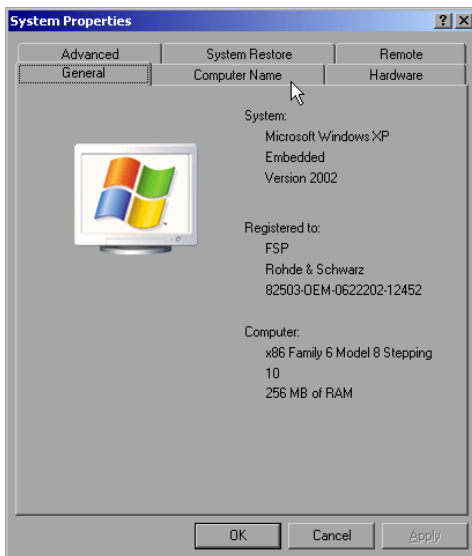 System Properties
Advanced System Restore Remote
General Computer Name Hardware
System:
Microsoft Windows XP
Embedded
Version 2002
Registered to:
FSP
Rohde & Schwarz
82503-OEM-0622202-12452
Computer:
x86 Family 6 Model 8 Stepping
10
256 MB of RAM
OK Cancel Apply